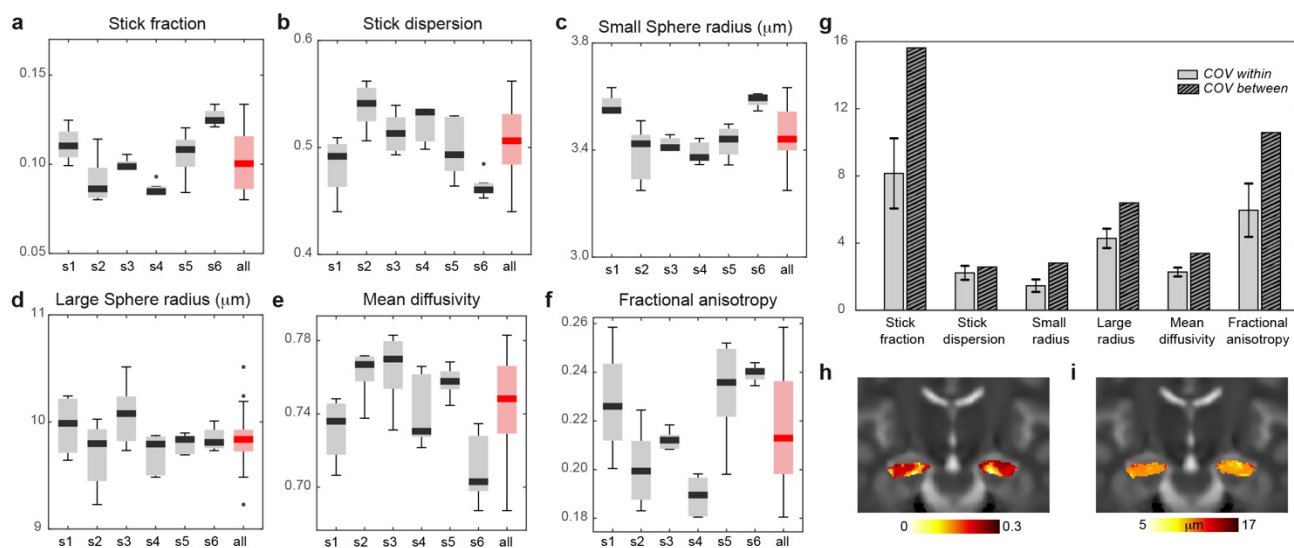 a Stick fraction
0.15
0.10
0.05
s1 s2 s3 s4 s5 s6 all
b Stick dispersion
0.6
0.5
0.4
s1 s2 s3 s4 s5 s6 all
c Small Sphere radius (μm)
3.8
3.4
3.0
s1 s2 s3 s4 s5 s6 all
d Large Sphere radius (μm)
11
10
9
s1 s2 s3 s4 s5 s6 all
e Mean diffusivity
0.78
0.74
0.70
s1 s2 s3 s4 s5 s6 all
f Fractional anisotropy
0.26
0.24
0.22
0.20
0.18
s1 s2 s3 s4 s5 s6 all
g
16
12
8
4
0
COV within
COV between
Stick fraction
Stick dispersion
Small radius
Large radius
Mean diffusivity
Fractional anisotropy
h
0 0.3
i
5 μm 17